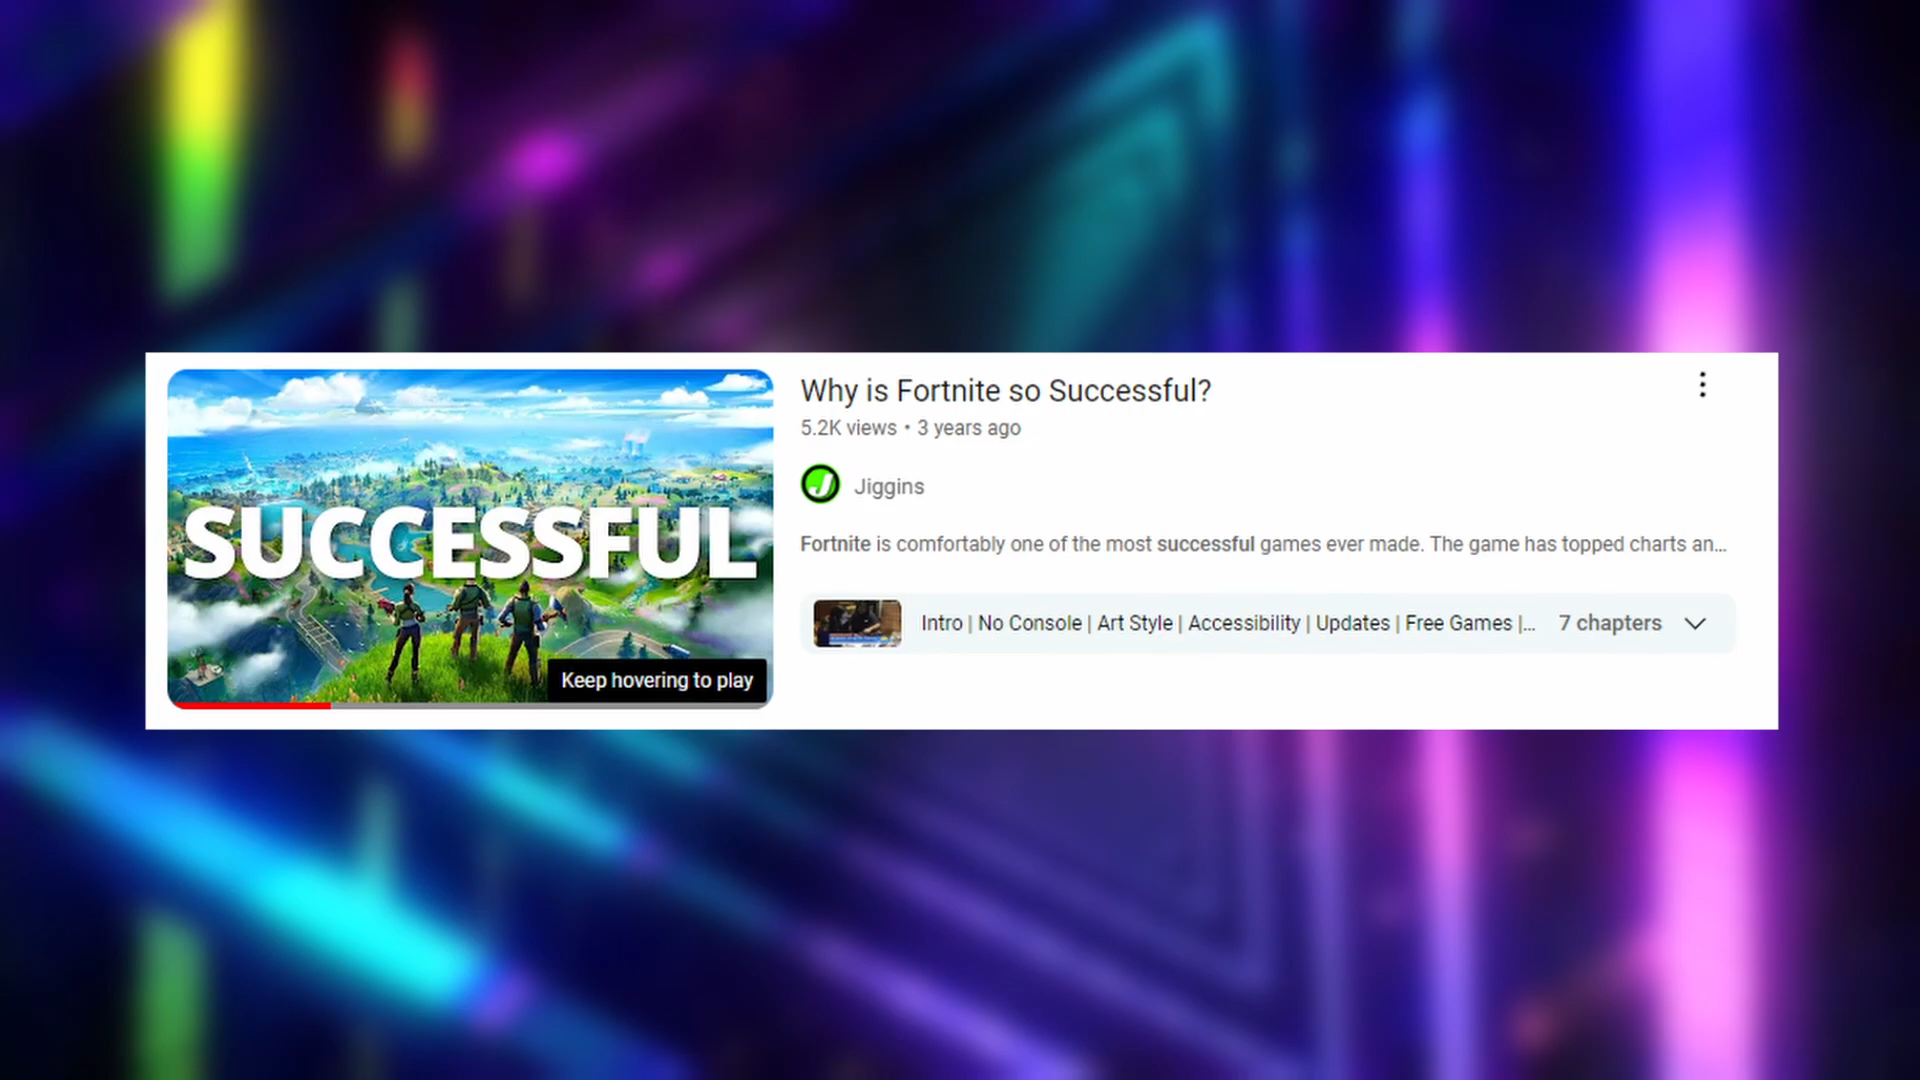 SUCCESSFUL
Keep hovering to play
Why is Fortnite so Successful?
5.2K views • 3 years ago
Jiggins
Fortnite is comfortably one of the most successful games ever made. The game has topped charts an...
Intro | No Console | Art Style | Accessibility | Updates | Free Games |... 7 chapters